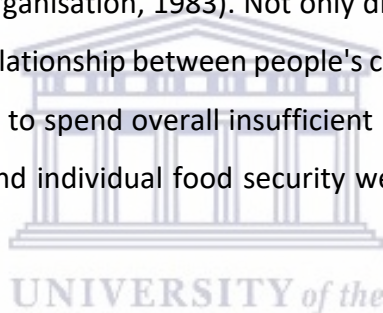 ganisation, 1983). Not only d
lationship between people's c
to spend overall insufficient
nd individual food security we
UNIVERSITY of the